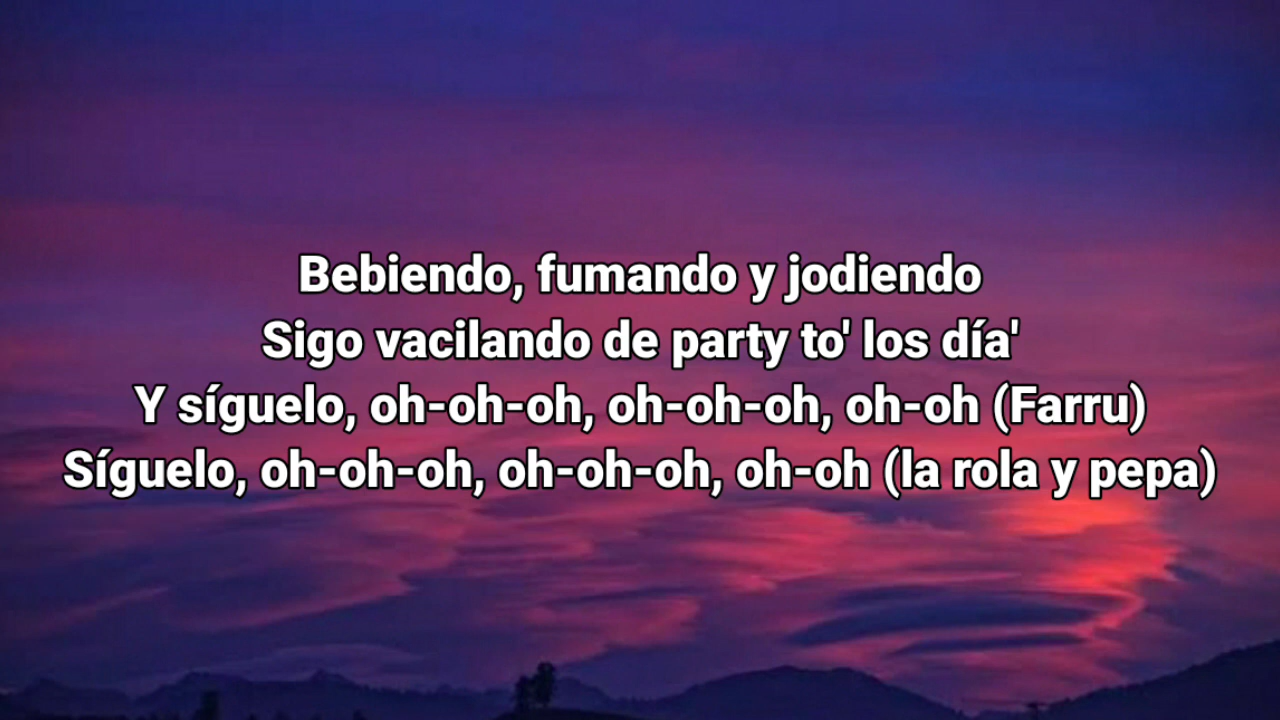 Bebiendo, fumando y jodiendo
Sigo vacilando de party to' los día'
Y síguelo, oh-oh-oh, oh-oh-oh, oh-oh (Farru)
Síguelo, oh-oh-oh, oh-oh-oh, oh-oh (la rola y pepa)